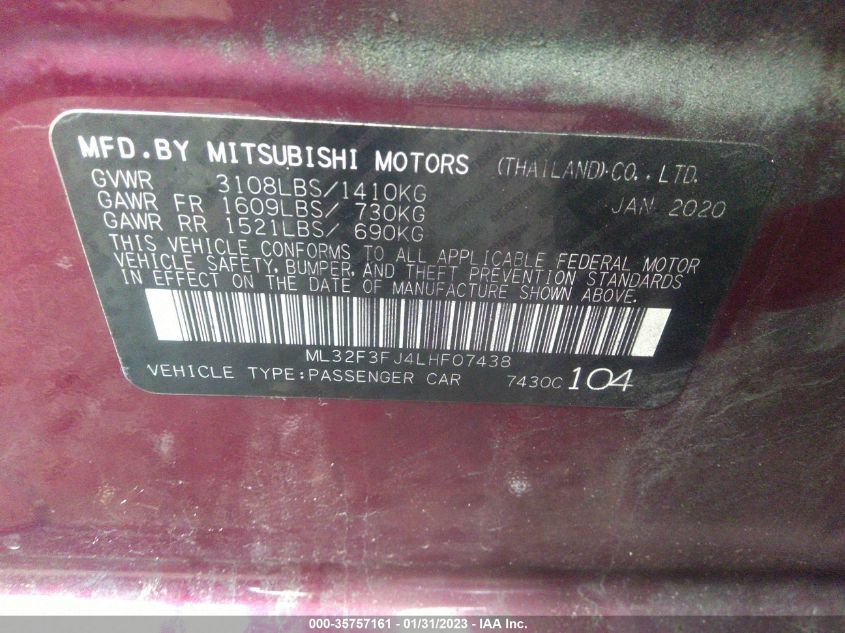 MFD.BY MITSUBISHI MOTORS (THAILAND) CO.,LTD.
GVWR 3108LBS/1410KG JAN 2020
GAWR FR 1609LBS/ 730KG
GAWR RR 1521LBS/ 690KG
THIS VEHICLE CONFORMS TO ALL APPLICABLE FEDERAL MOTOR
VEHICLE SAFETY, BUMPER, AND THEFT PREVENTION STANDARDS
IN EFFECT ON THE DATE OF MANUFACTURE SHOWN ABOVE.
ML32F3FJ4LHF07438
VEHICLE TYPE:PASSENGER CAR 7430C 104
000-35757161 - 01/31/2023 - IAA Inc.